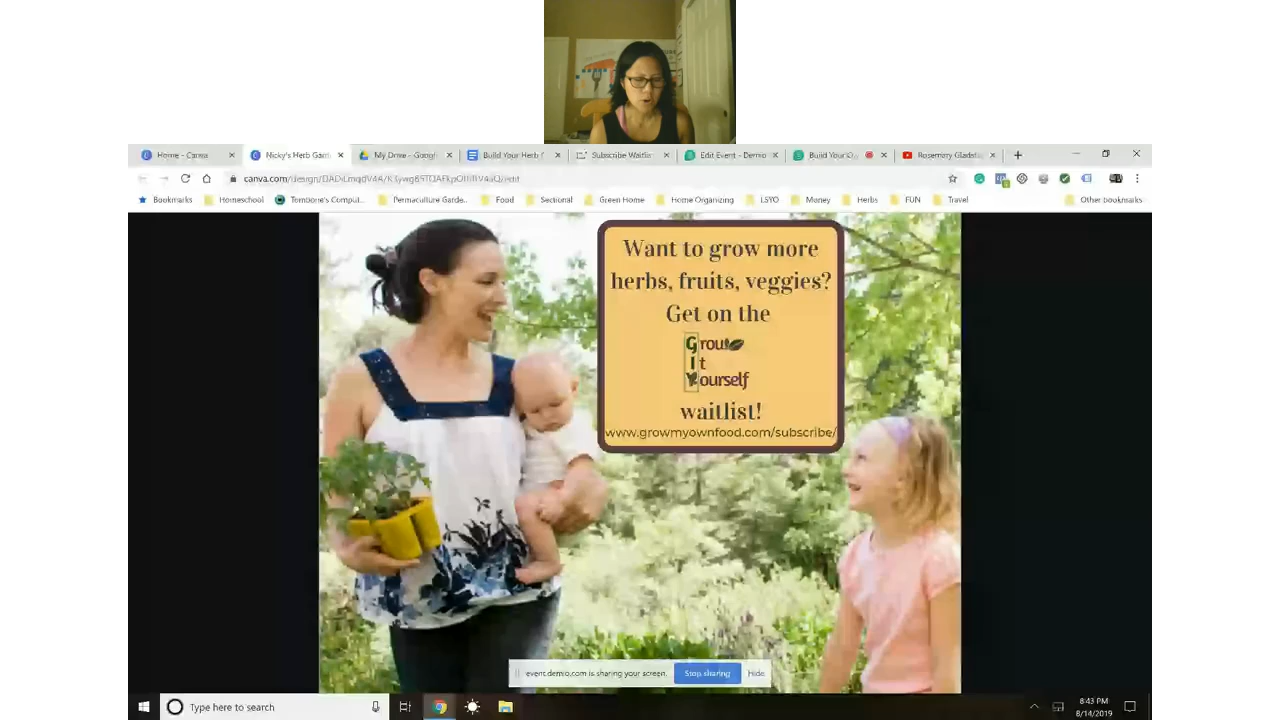 Home - Canva
Nicky's Herb Gard
My Drive - Googl
Build Your Herb
Subscribe Waitlis
Edit Event - Demio
Build Your
Rosemary Gladsta
canva.com/design/
Bookmarks
Homeschool
Permaculture Garde..
Food
Sectional
Green Home
Home Organizing
LSYO
Money
Herbs
FUN
Travel
Other bookmarks
Want to grow more
herbs, fruits, veggies?
Get on the
Grow
It
Yourself
waitlist!
www.growmyownfood.com/subscribe/
event.demio.com is sharing your screen.
Stop sharing
Hide
Type here to search
8:43 PM
8/14/2019